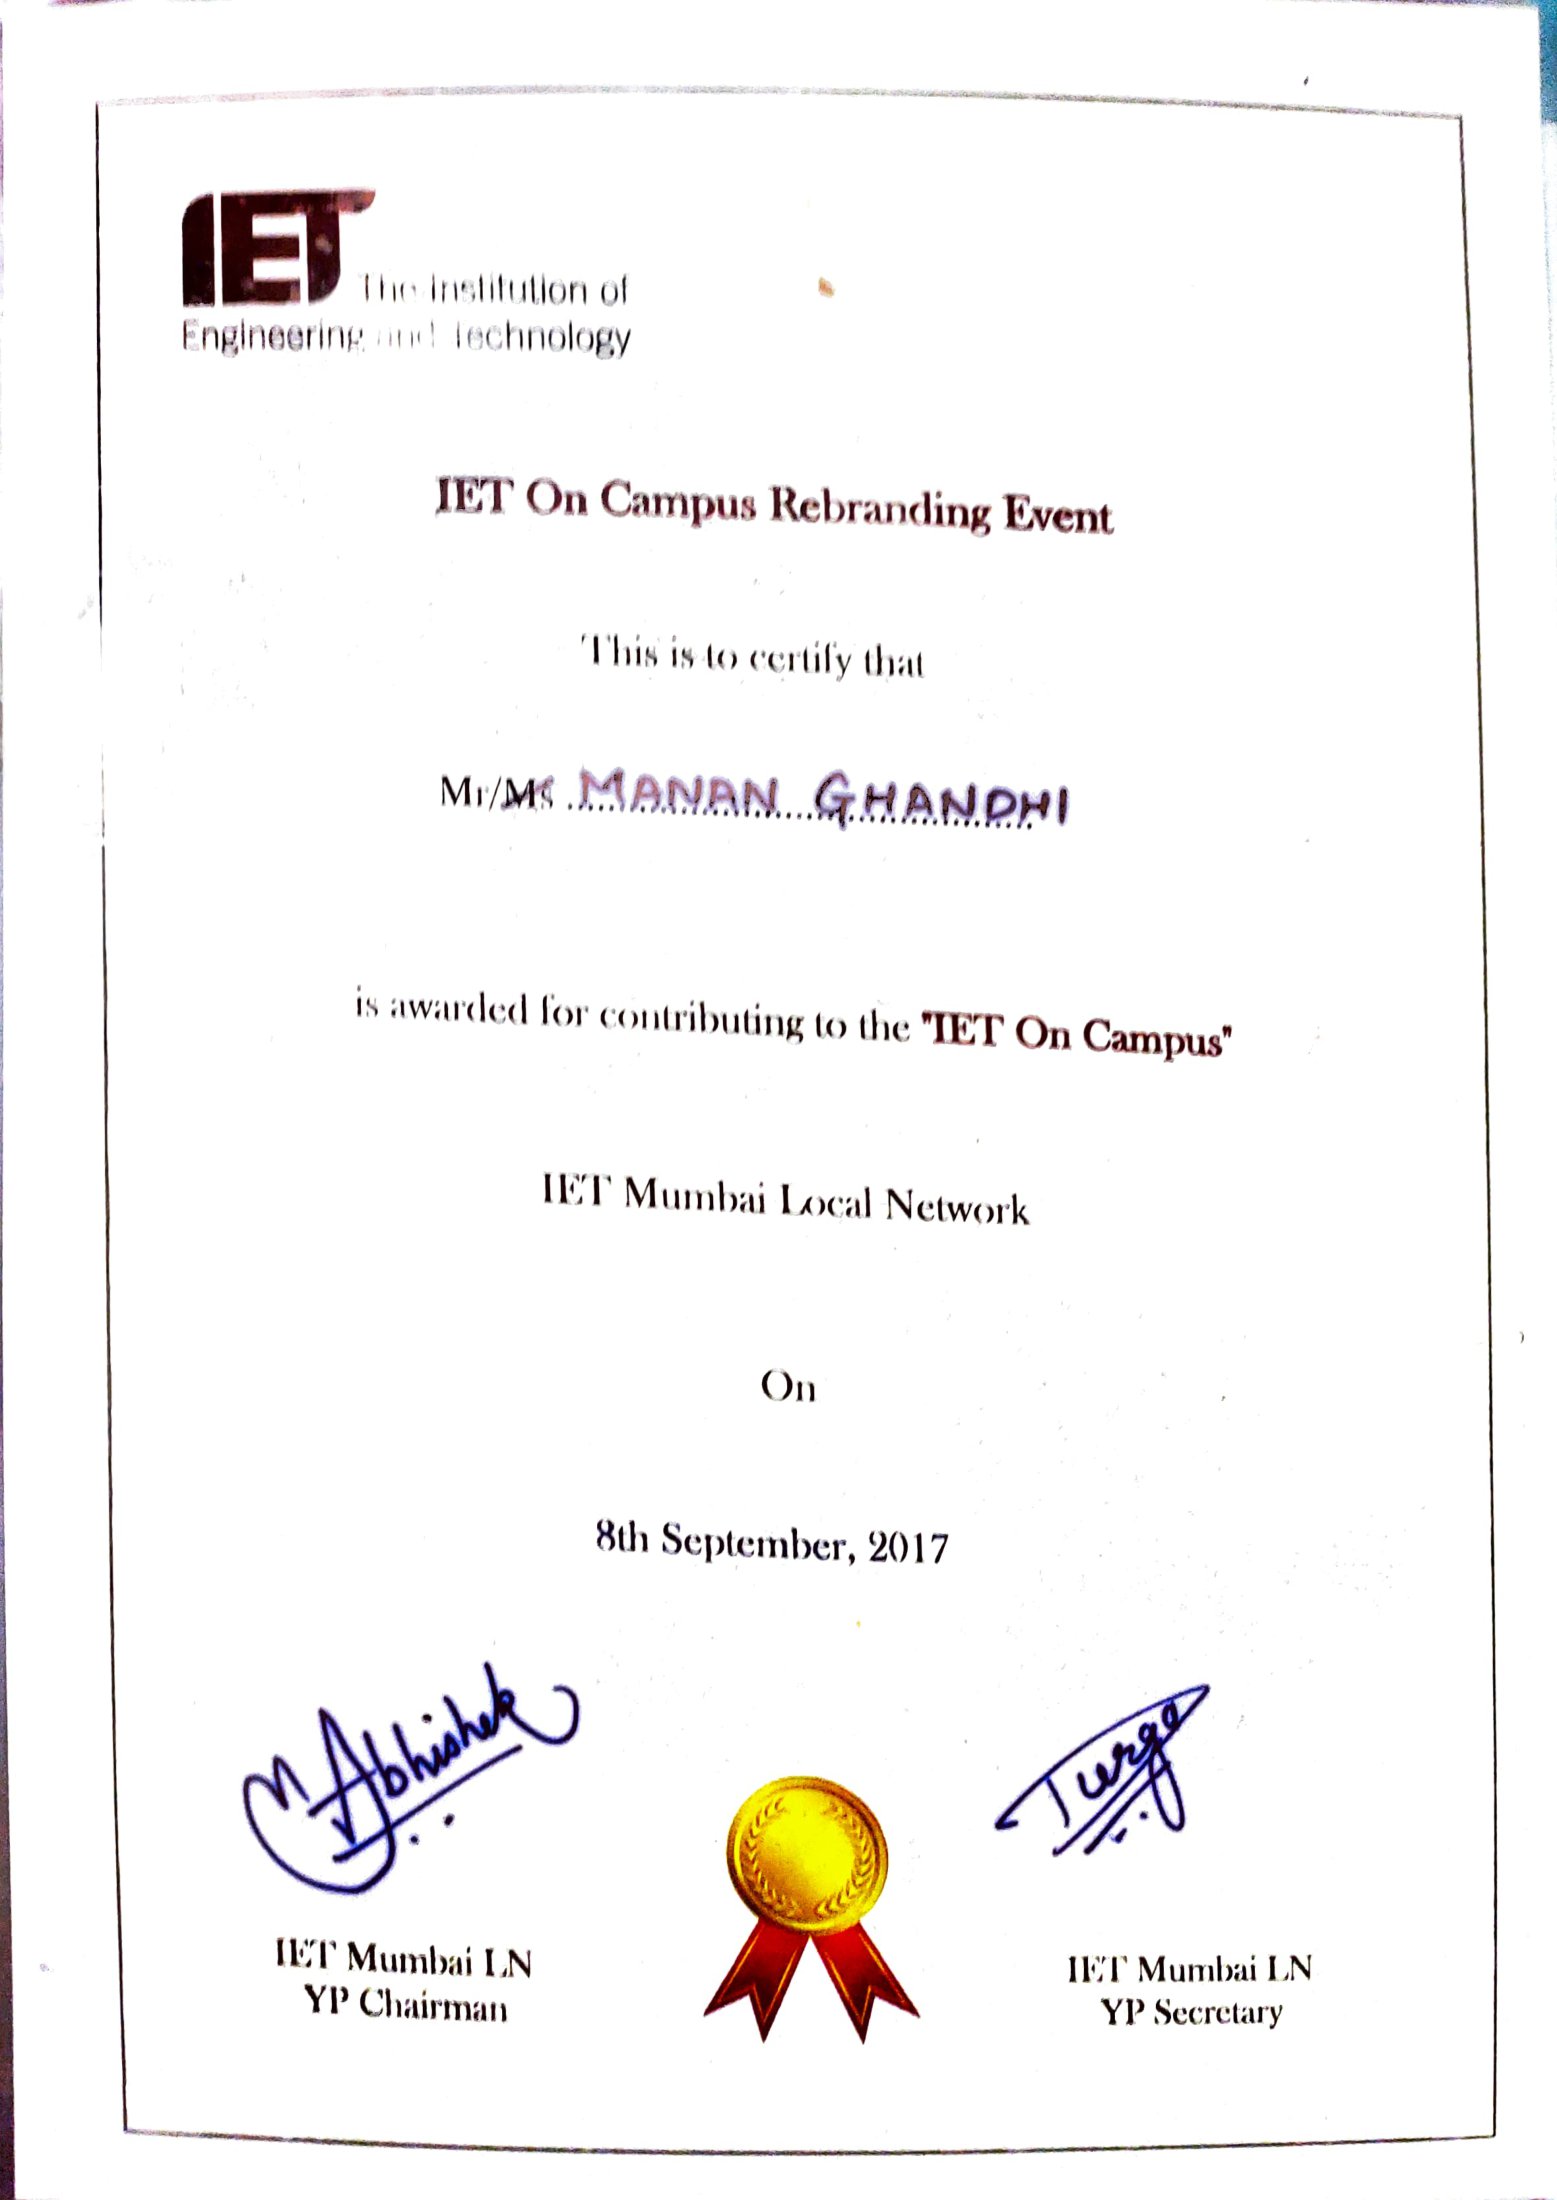 IET The Institution of
Engineering and Technology
IET On Campus Rebranding Event
This is to certify that
Mr/Ms MANAN GHANDHI
is awarded for contributing to the "IET On Campus"
IET Mumbai Local Network
On
8th September, 2017
Abhishek
IET Mumbai LN
YP Chairman
IET Mumbai LN
YP Secretary